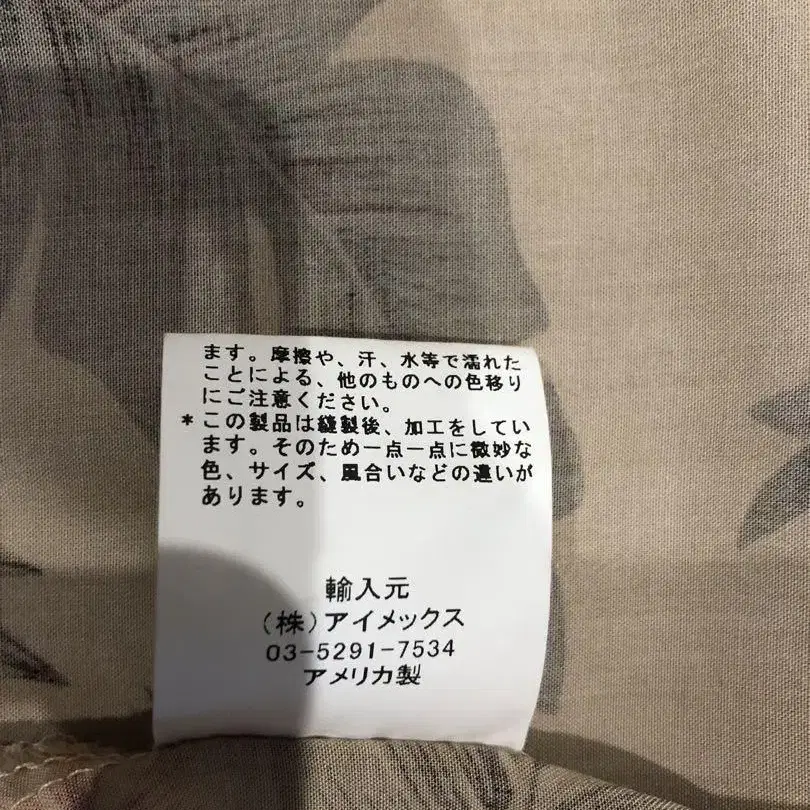 ます。摩擦や、汗、水等で濡れた
ことによる、他のものへの色移り
にご注意ください。
* この製品は縫製後、加工をしてい
ます。そのため一点一点に微妙な
色、サイズ、風合いなどの違いが
あります。
輸入元
(株)アイメックス
03-5291-7534
アメリカ製